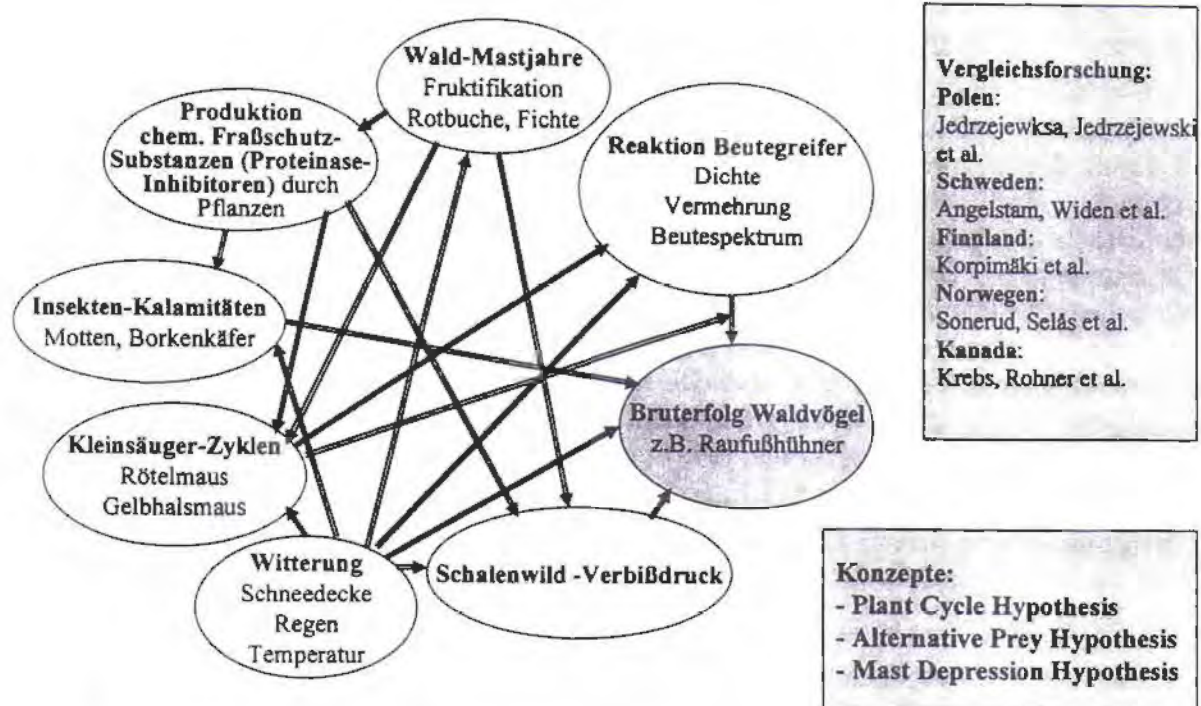 Wald-Mastjahre
Fruktifikation
Rotbuche, Fichte
Produktion
chem. Fraßschutz-
Substanzen (Proteinase-
Inhibitoren) durch
Pflanzen
Reaktion Beutegreifer
Dichte
Vermehrung
Beutespektrum
Insekten-Kalamitäten
Motten, Borkenkäfer
Bruterfolg Waldvögel
z.B. Raufußhühner
Kleinsäuger-Zyklen
Rötelmaus
Gelbhalsmaus
Witterung
Schneedecke
Regen
Temperatur
Schalenwild -Verbißdruck
Vergleichsforschung:
Polen:
Jedrzejewksa, Jedrzejewski
et al.
Schweden:
Angelstam, Widen et al.
Finnland:
Korpimäki et al.
Norwegen:
Sonerud, Selås et al.
Kanada:
Krebs, Rohner et al.
Konzepte:
- Plant Cycle Hypothesis
- Alternative Prey Hypothesis
- Mast Depression Hypothesis